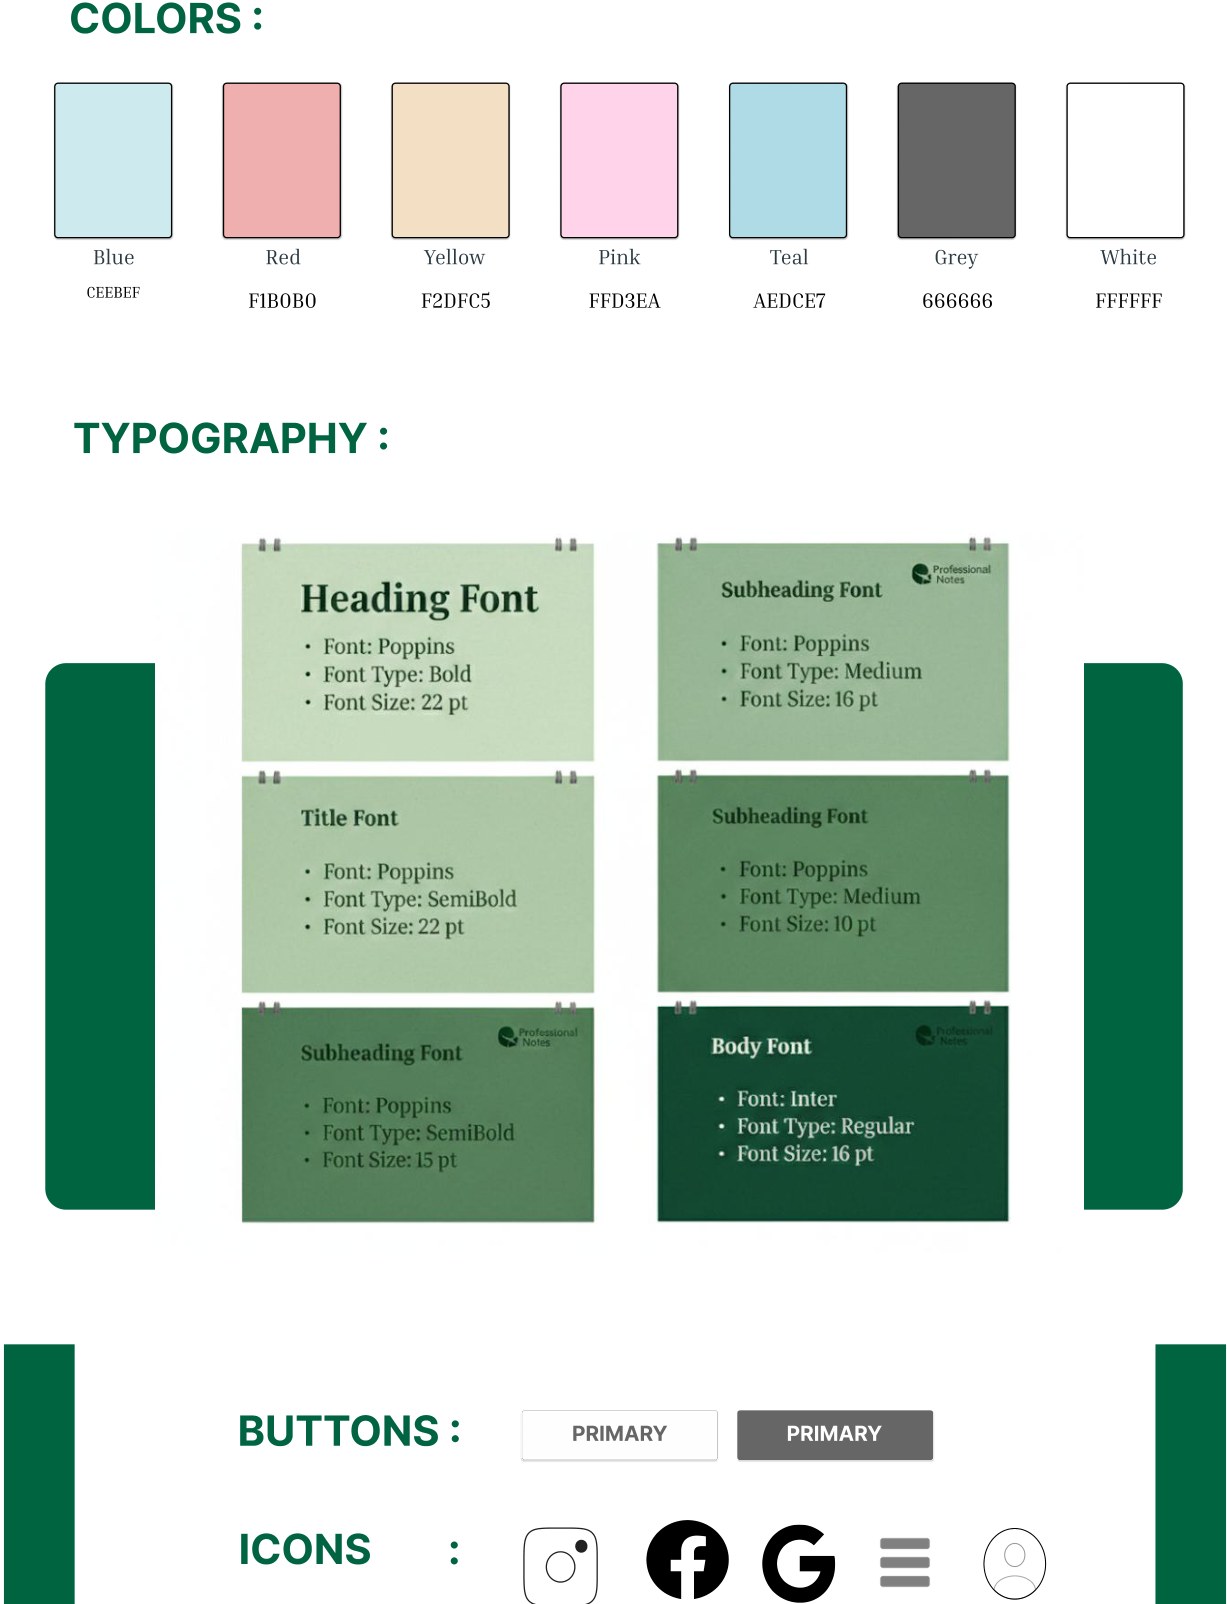 COLORS :
Blue
Red
Yellow
Pink
Teal
Grey
White
CEEBEF
F1B0B0
F2DFC5
FFD3EA
AEDCE7
666666
FFFFFF
TYPOGRAPHY :
Heading Font
• Font: Poppins
• Font Type: Bold
• Font Size: 22 pt
Professional
Notes
Subheading Font
• Font: Poppins
• Font Type: Medium
• Font Size: 16 pt
Title Font
• Font: Poppins
• Font Type: SemiBold
• Font Size: 22 pt
Subheading Font
• Font: Poppins
• Font Type: Medium
• Font Size: 10 pt
Professional
Notes
Subheading Font
• Font: Poppins
• Font Type: SemiBold
• Font Size: 15 pt
Professional
Notes
Body Font
• Font: Inter
• Font Type: Regular
• Font Size: 16 pt
BUTTONS :
PRIMARY
PRIMARY
ICONS :